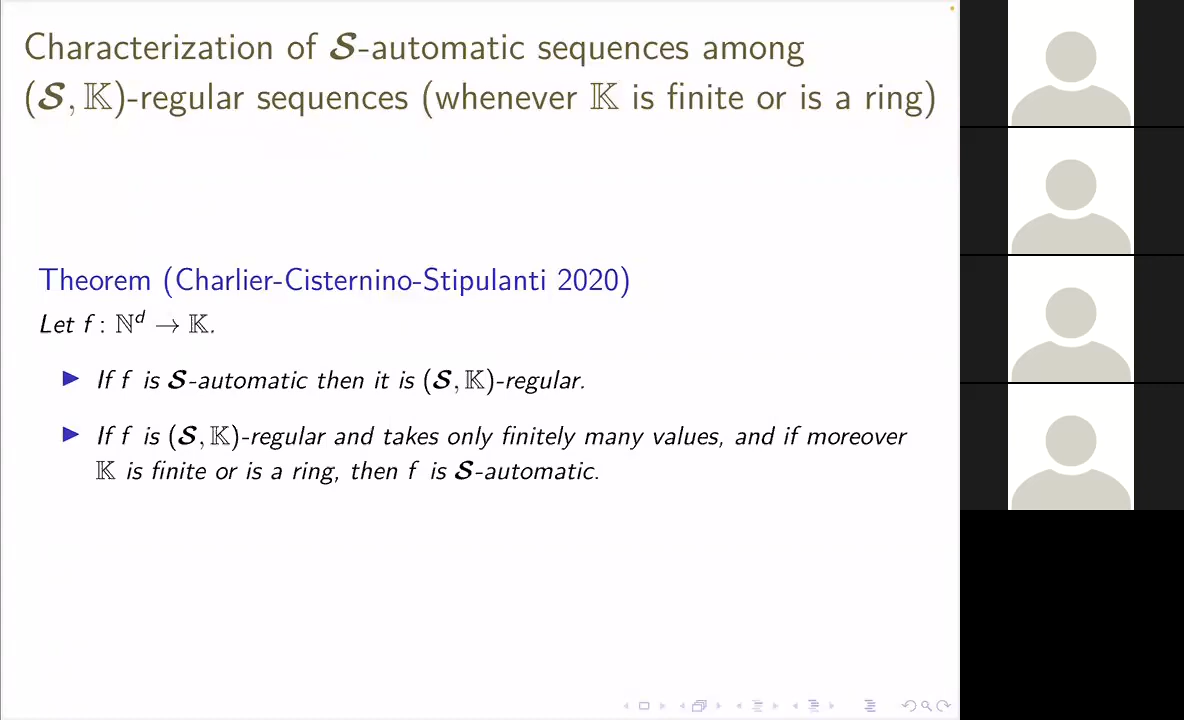 Characterization of 𝓢-automatic sequences among
(𝓢, 𝕂)-regular sequences (whenever 𝕂 is finite or is a ring)
Theorem (Charlier-Cisternino-Stipulanti 2020)
Let f : ℕᵈ → 𝕂.
▶ If f is 𝓢-automatic then it is (𝓢, 𝕂)-regular.
▶ If f is (𝓢, 𝕂)-regular and takes only finitely many values, and if moreover
𝕂 is finite or is a ring, then f is 𝓢-automatic.